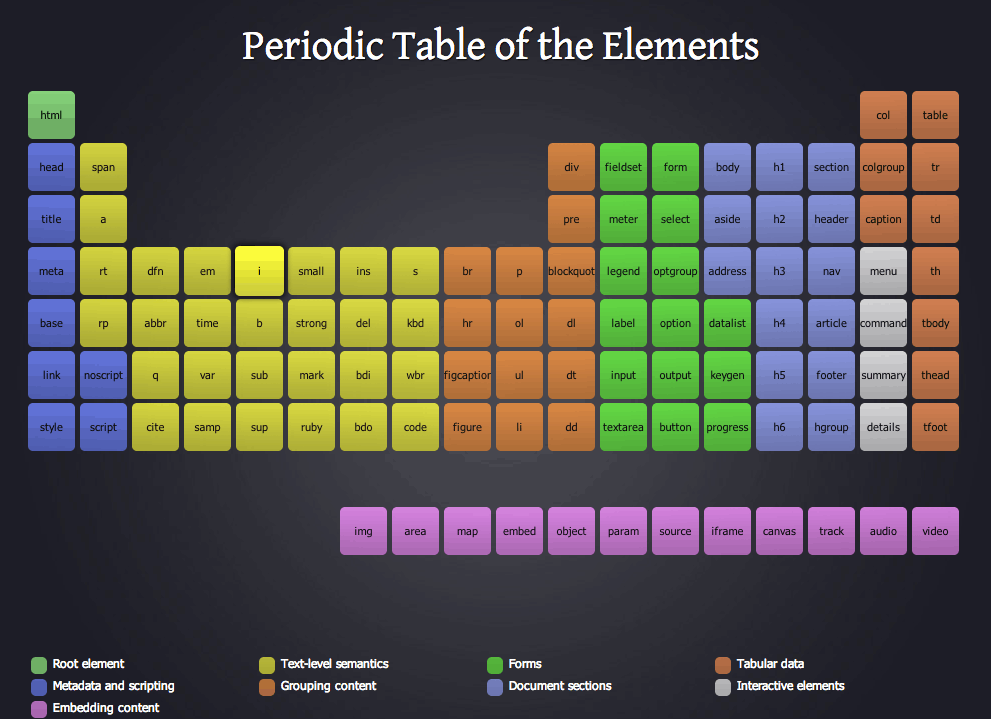 Periodic Table of the Elements
html col table
head span div fieldset form body h1 section colgroup tr
title a pre meter select aside h2 header caption td
meta rt dfn em i small ins s br p blockquot legend optgroup address h3 nav menu th
base rp abbr time b strong del kbd hr ol dl label option datalist h4 article command tbody
link noscript q var sub mark bdi wbr figcaption ul dt input output keygen h5 footer summary thead
style script cite samp sup ruby bdo code figure li dd textarea button progress h6 hgroup details tfoot
img area map embed object param source iframe canvas track audio video
Root element Text-level semantics Forms Tabular data
Metadata and scripting Grouping content Document sections Interactive elements
Embedding content